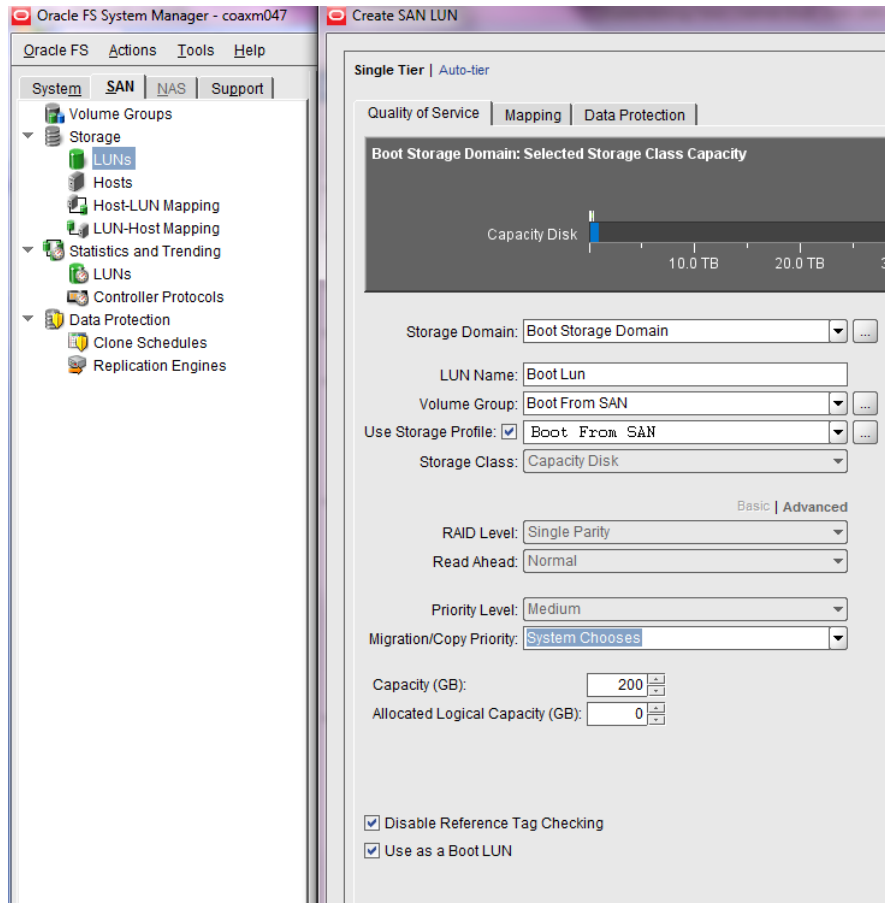 Oracle FS System Manager - coaxm047
Oracle FS Actions Tools Help
System SAN NAS Support
Volume Groups
Storage
LUNs
Hosts
Host-LUN Mapping
LUN-Host Mapping
Statistics and Trending
LUNs
Controller Protocols
Data Protection
Clone Schedules
Replication Engines
Create SAN LUN
Single Tier | Auto-tier
Quality of Service Mapping Data Protection
Boot Storage Domain: Selected Storage Class Capacity
Capacity Disk
10.0 TB 20.0 TB 3
Storage Domain: Boot Storage Domain ...
LUN Name: Boot Lun
Volume Group: Boot From SAN ...
Use Storage Profile: Boot From SAN ...
Storage Class: Capacity Disk
Basic | Advanced
RAID Level: Single Parity
Read Ahead: Normal
Priority Level: Medium
Migration/Copy Priority: System Chooses
Capacity (GB): 200
Allocated Logical Capacity (GB): 0
Disable Reference Tag Checking
Use as a Boot LUN